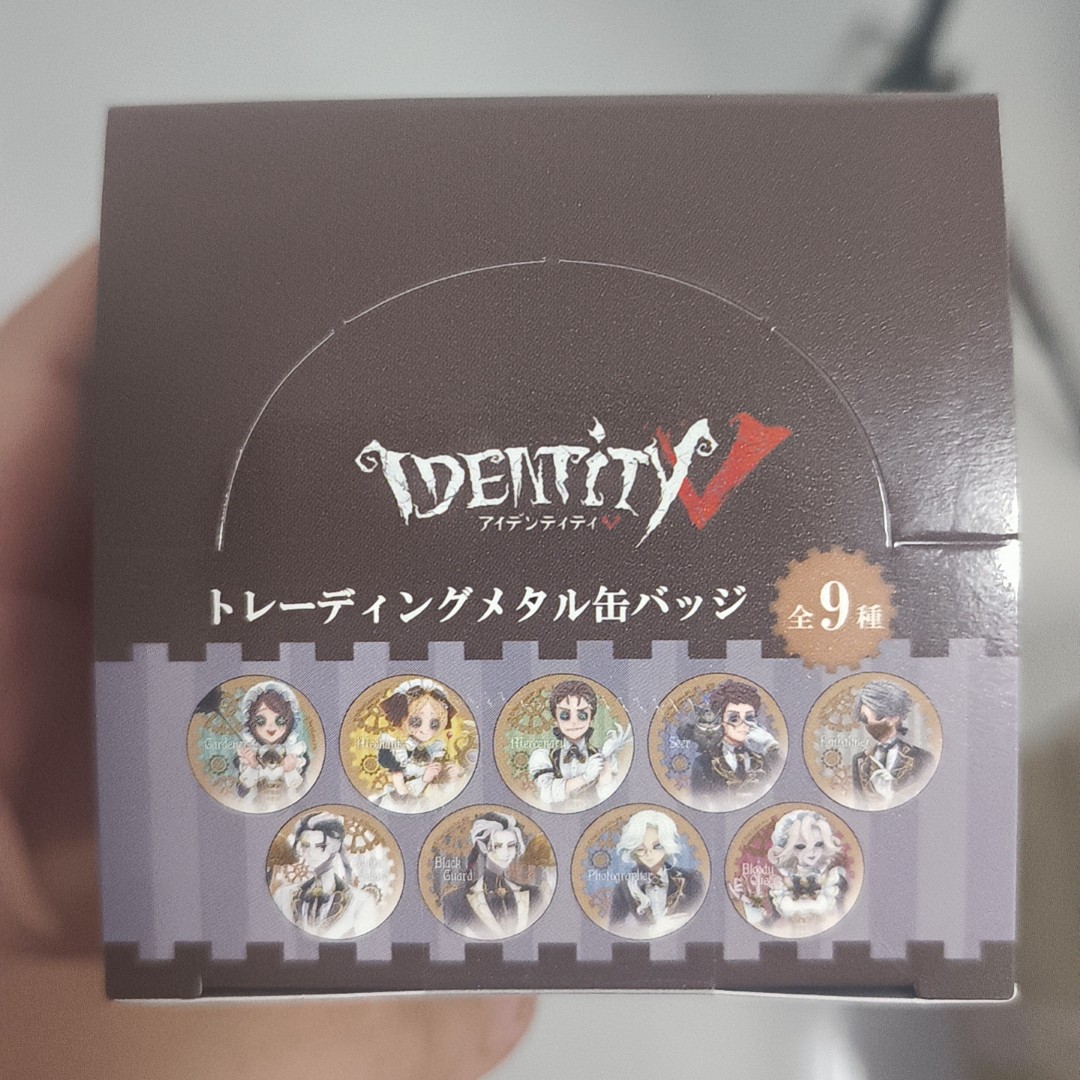 IDENTITY V
アイデンティティV
トレーディングメタル缶バッジ
全9種
Gardener
Mercenary
Seer
Black Guard
Photographer
Bloody